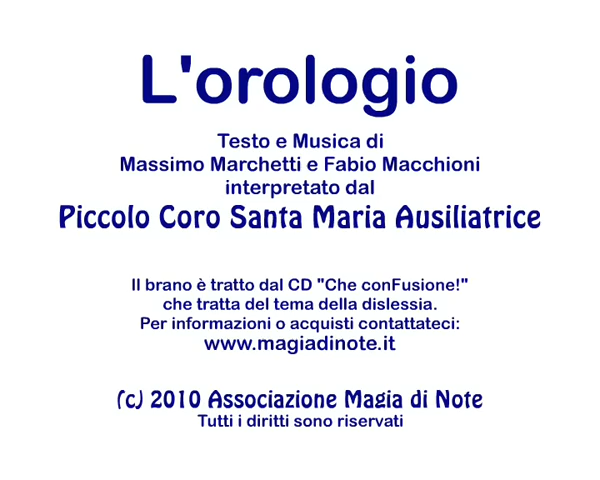 L'orologio
Testo e Musica di
Massimo Marchetti e Fabio Macchioni
interpretato dal
Piccolo Coro Santa Maria Ausiliatrice
Il brano è tratto dal CD "Che conFusione!"
che tratta del tema della dislessia.
Per informazioni o acquisti contattateci:
www.magiadinote.it
(c) 2010 Associazione Magia di Note
Tutti i diritti sono riservati